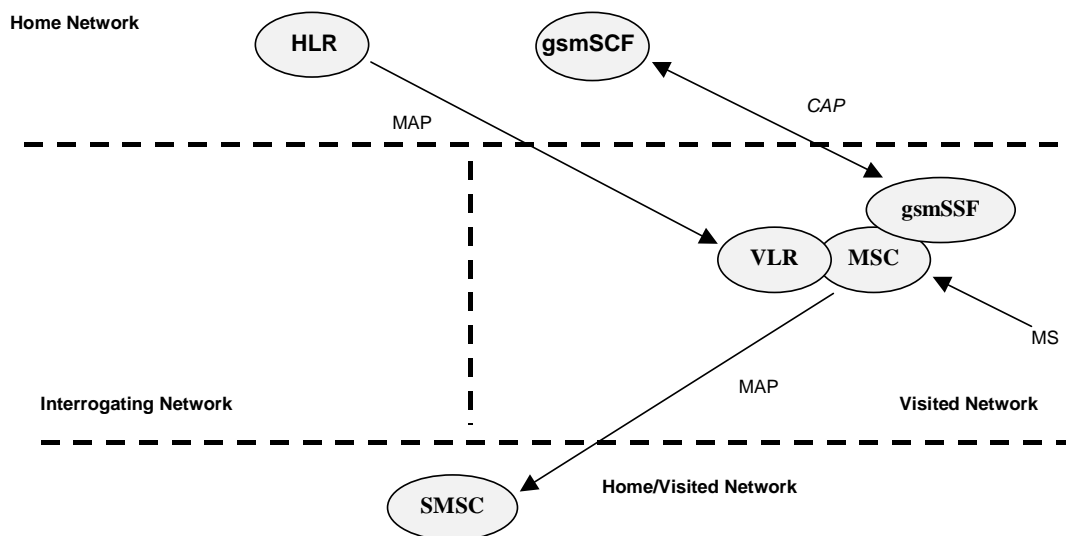 Home Network
HLR
gsmSCF
CAP
MAP
gsmSSF
VLR
MSC
MS
MAP
Interrogating Network
Visited Network
Home/Visited Network
SMSC